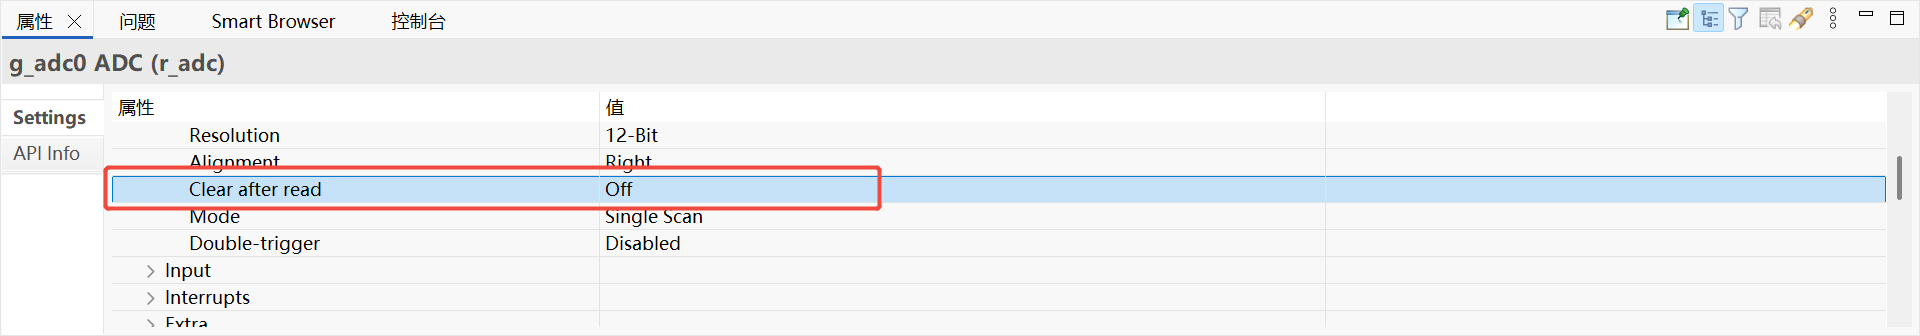 属性 问题 Smart Browser 控制台
g_adc0 ADC (r_adc)
Settings
API Info
属性 值
Resolution 12-Bit
Alignment Right
Clear after read Off
Mode Single Scan
Double-trigger Disabled
Input
Interrupts
Extra